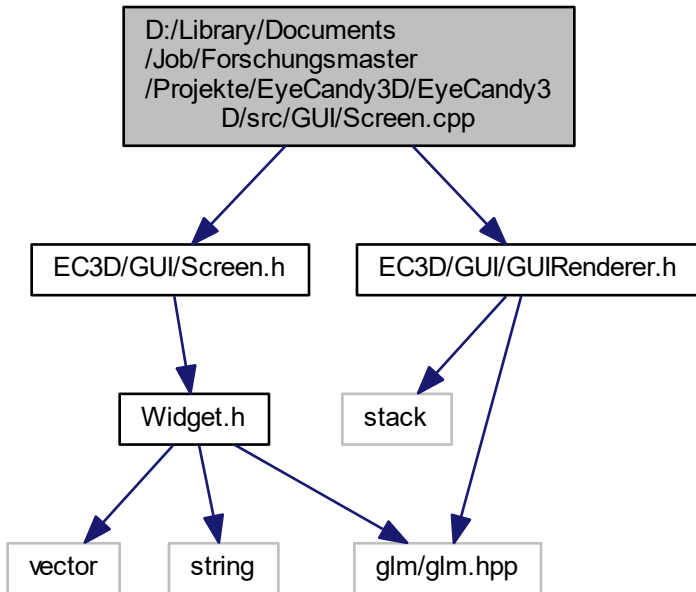 D:/Library/Documents
/Job/Forschungsmaster
/Projekte/EyeCandy3D/EyeCandy3
D/src/GUI/Screen.cpp
EC3D/GUI/Screen.h
EC3D/GUI/GUIRenderer.h
Widget.h
stack
vector
string
glm/glm.hpp